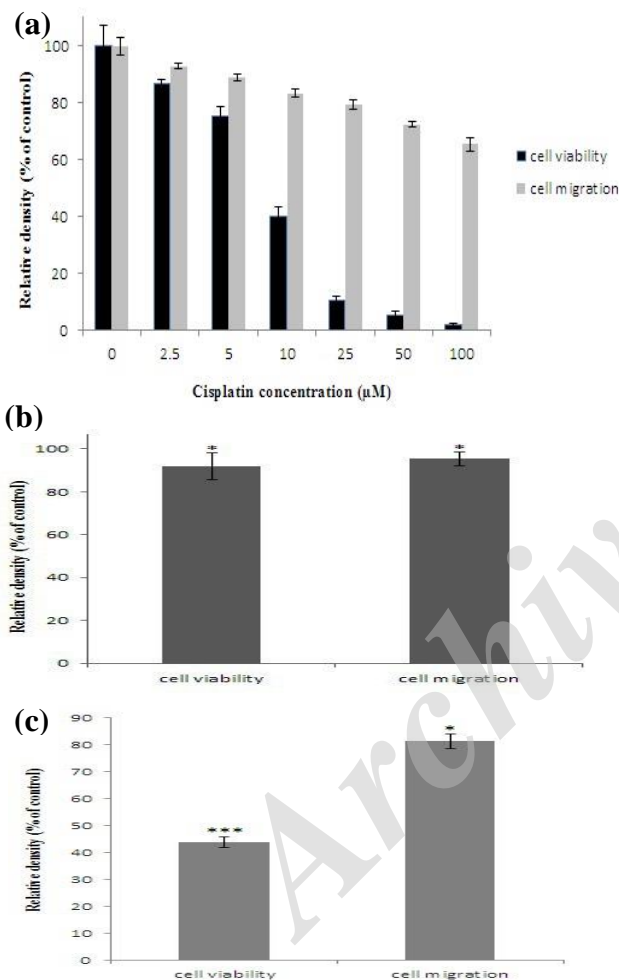 (a)
Relative density (% of control)
100
80
60
40
20
0
0 2.5 5 10 25 50 100
Cisplatin concentration (µM)
cell viability
cell migration
(b)
Relative density (% of control)
100
80
60
40
20
0
* *
cell viability cell migration
(c)
Relative density (% of control)
90
80
70
60
50
40
30
20
10
0
*** *
cell viability cell migration
Archiv